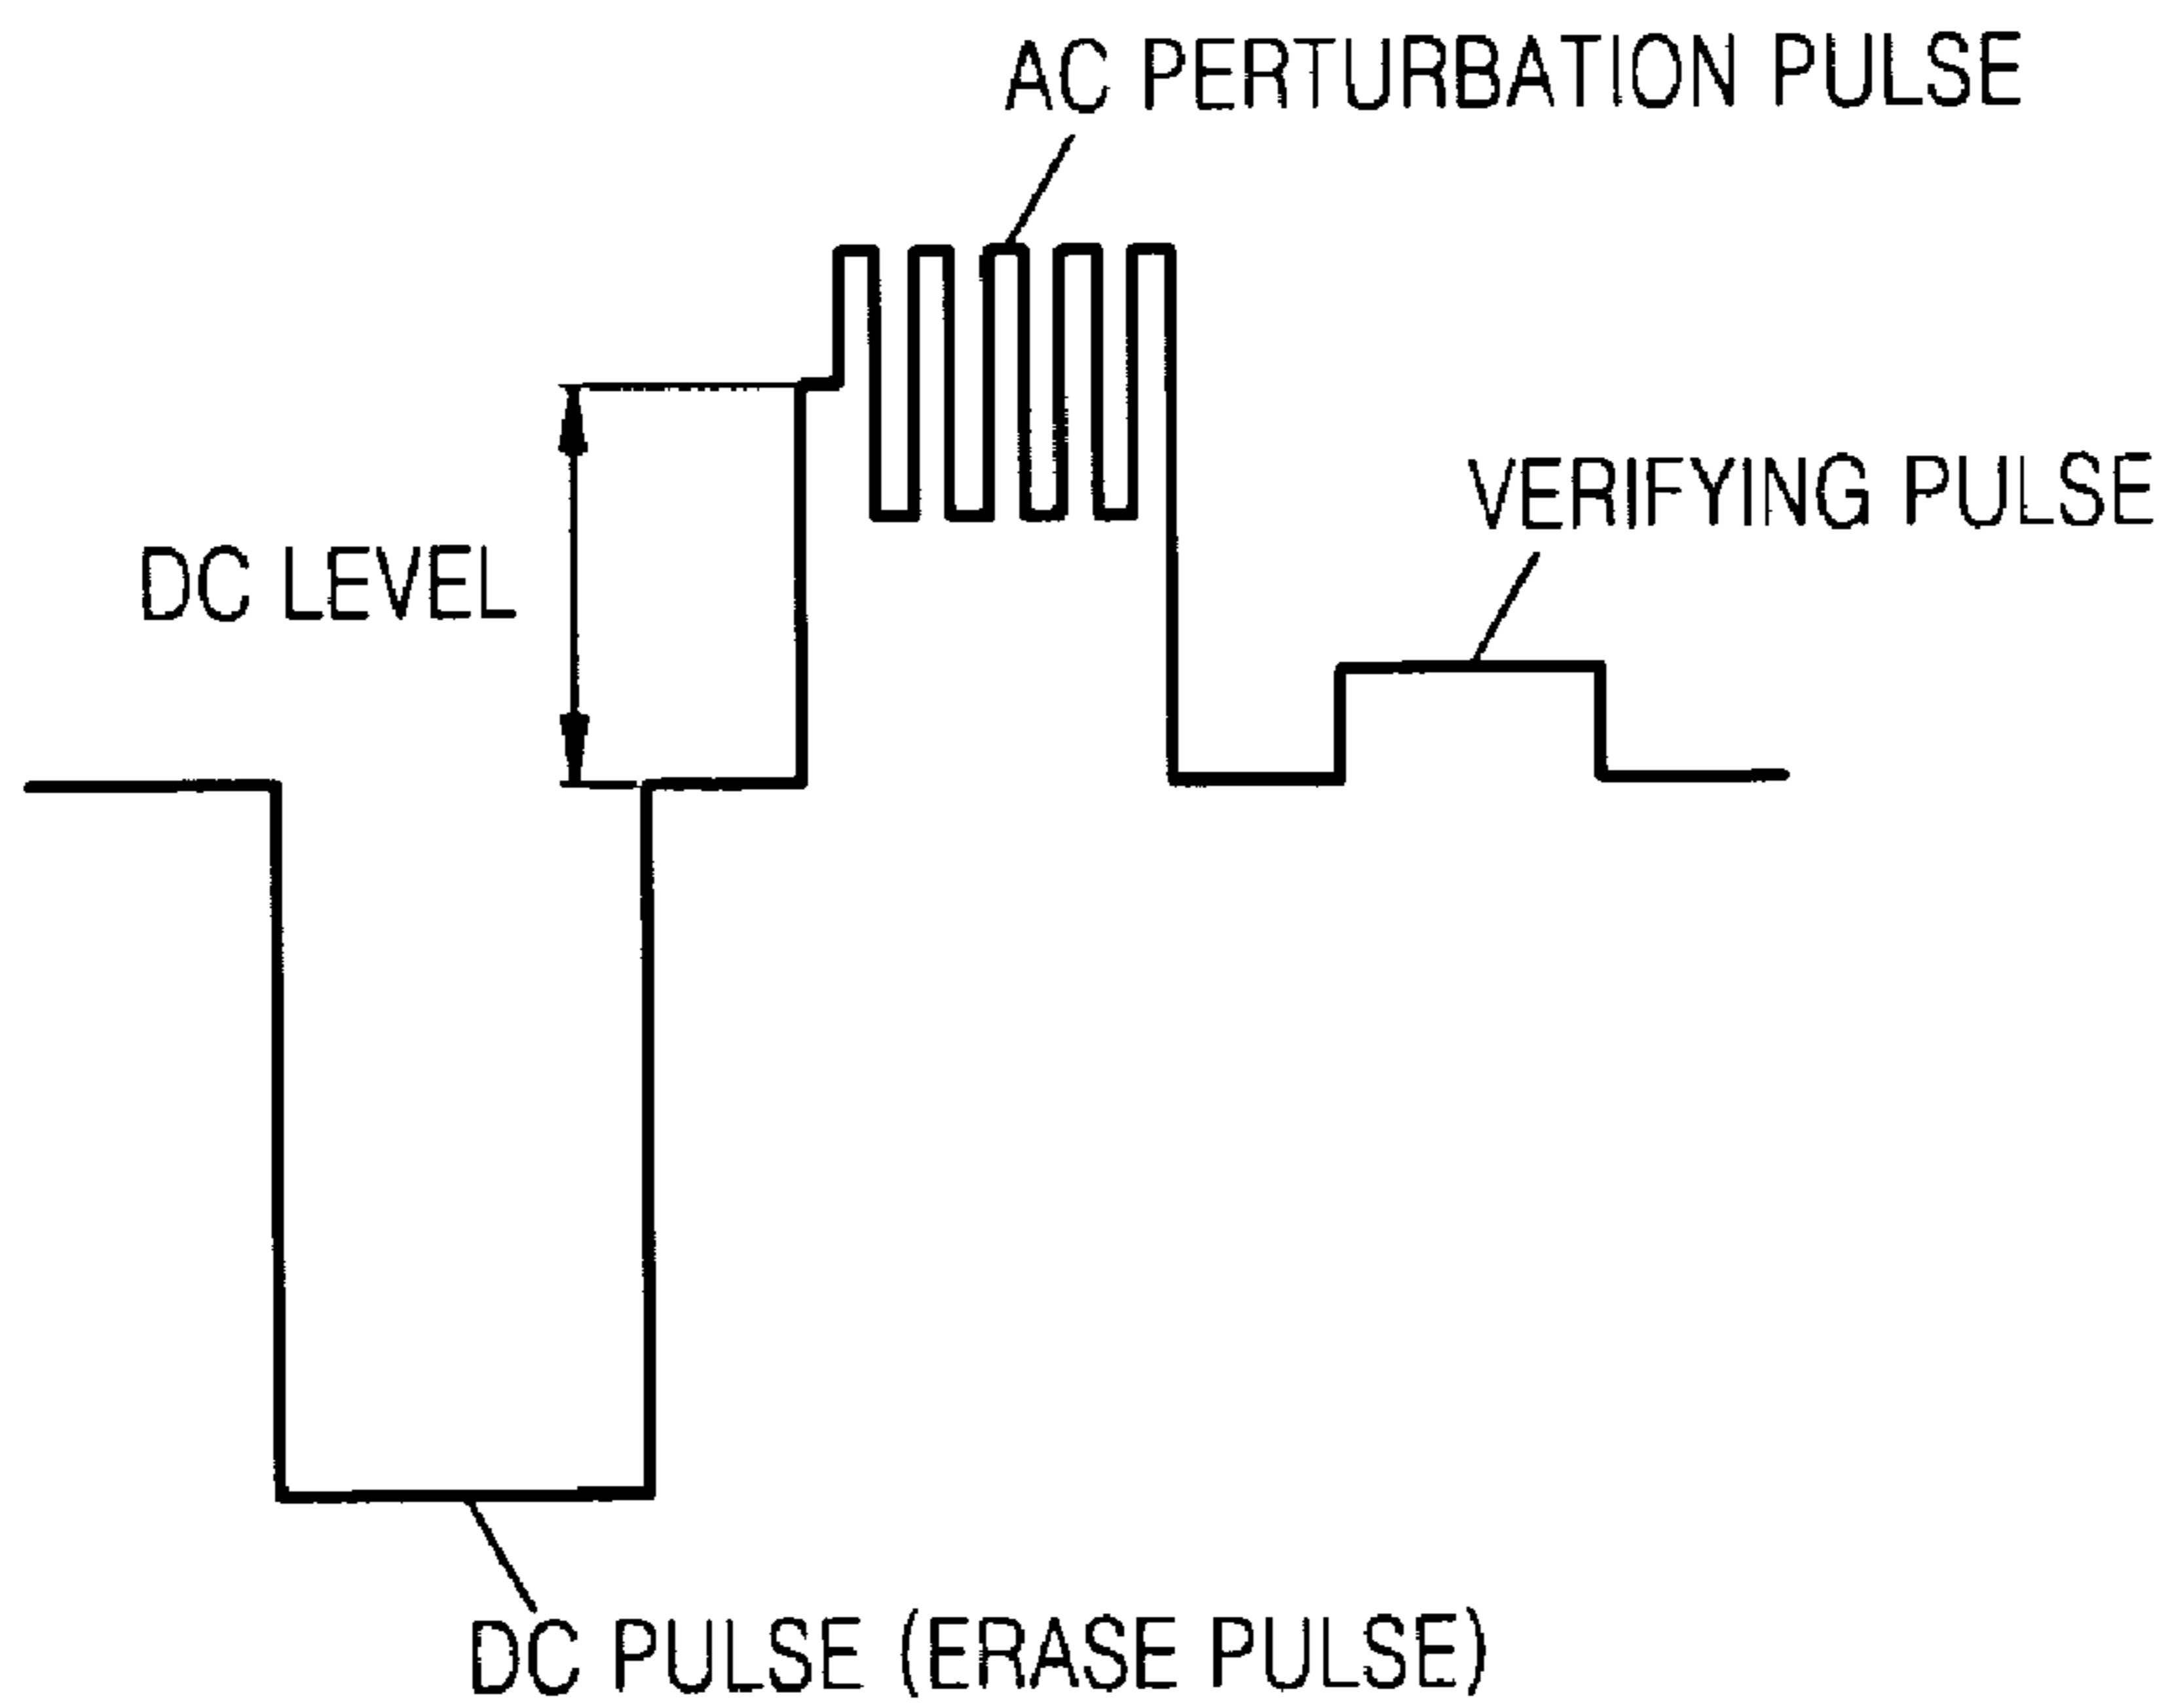 AC PERTURBATION PULSE
VERIFYING PULSE
DC LEVEL
DC PULSE (ERASE PULSE)